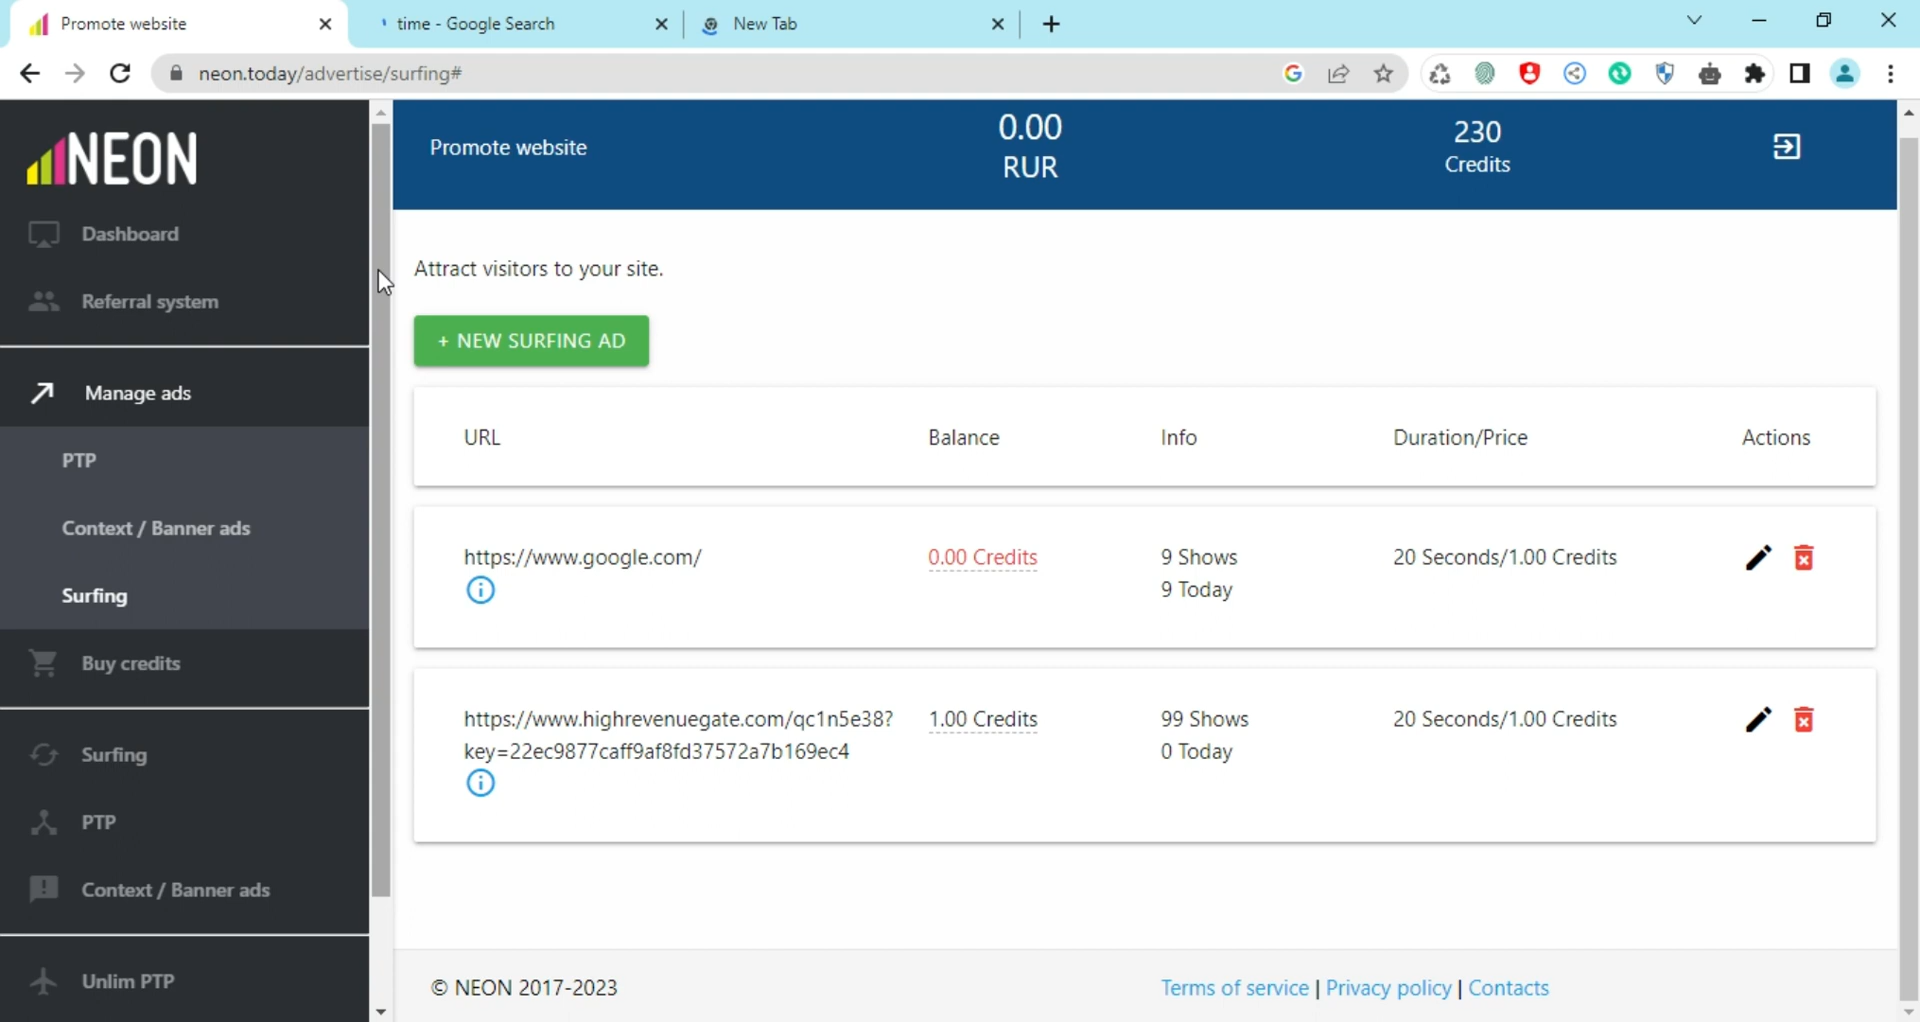 Promote website
time - Google Search
New Tab
neon.today/advertise/surfing#
NEON
Dashboard
Referral system
Manage ads
PTP
Context / Banner ads
Surfing
Buy credits
Surfing
PTP
Context / Banner ads
Unlim PTP
Promote website
0.00
RUR
230
Credits
Attract visitors to your site.
+ NEW SURFING AD
URL Balance Info Duration/Price Actions
https://www.google.com/ 0.00 Credits 9 Shows 20 Seconds/1.00 Credits
9 Today
https://www.highrevenuegate.com/qc1n5e38? 1.00 Credits 99 Shows 20 Seconds/1.00 Credits
key=22ec9877caff9af8fd37572a7b169ec4 0 Today
© NEON 2017-2023
Terms of service | Privacy policy | Contacts